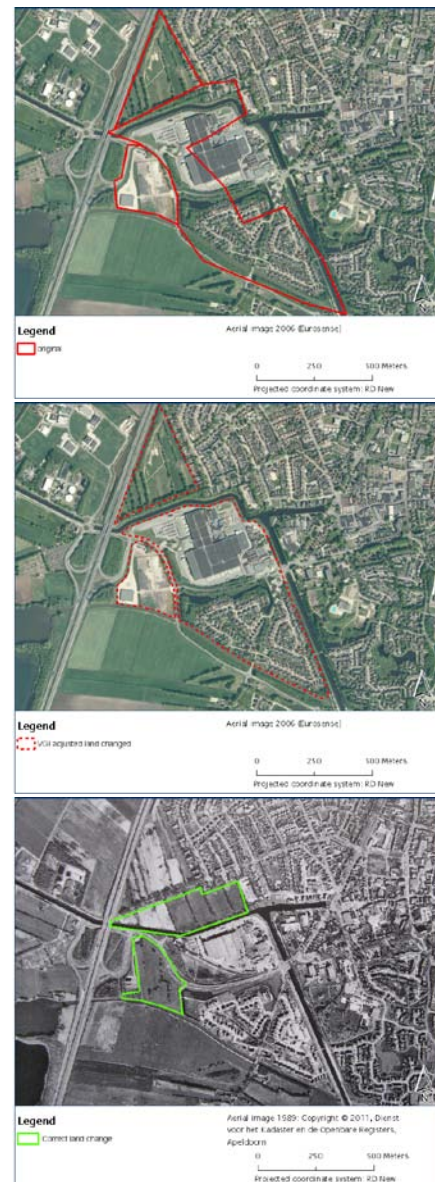 Legend
original
Aerial image 2006 (Eurosense)
0 250 500 Meters
Projected coordinate system: RD New
Legend
VGI adjusted land changed
Aerial image 2006 (Eurosense)
0 250 500 Meters
Projected coordinate system: RD New
Legend
Correct land change
Aerial image 1989: Copyright © 2011, Dienst
voor het Kadaster en de Openbare Registers,
Apeldoorn
0 250 500 Meters
Projected coordinate system: RD New